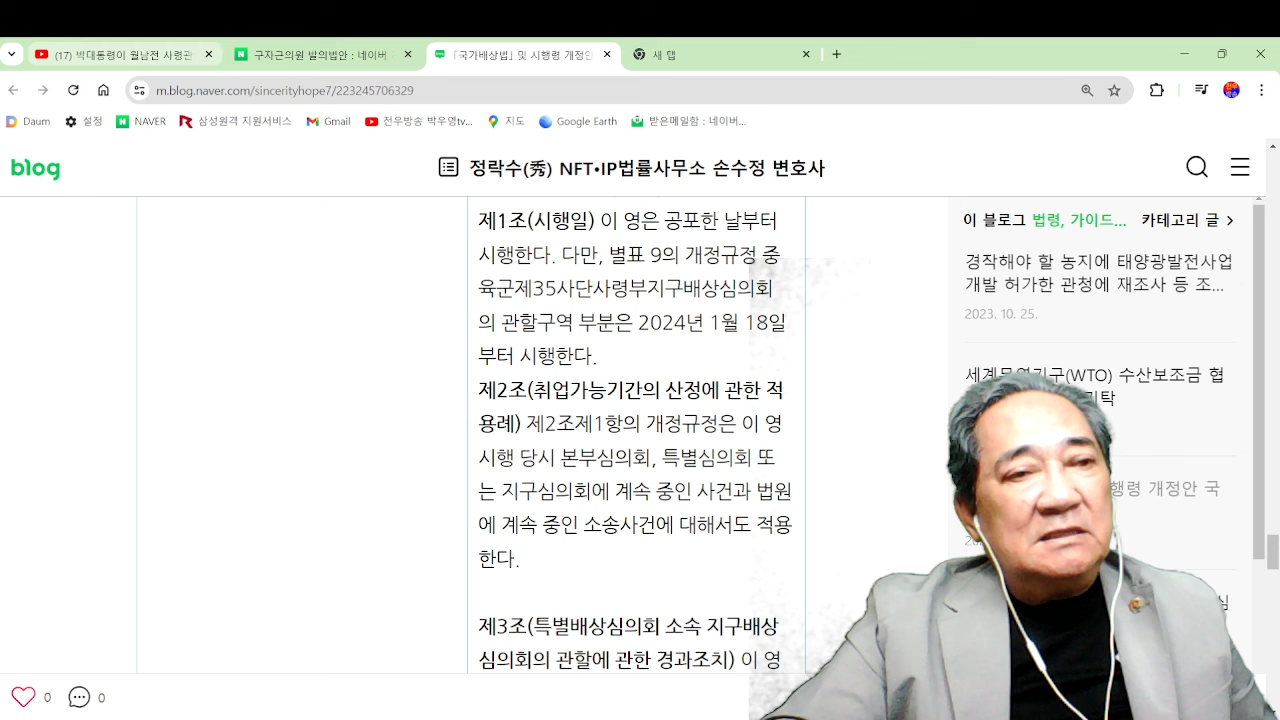 (17) 박대통령이 월남전 사령관
구자근의원 발의법안 : 네이버
「국가배상법」 및 시행령 개정안
새 탭
m.blog.naver.com/sincerityhope7/223245706329
Daum 설정 NAVER 삼성원격 지원서비스 Gmail 전우방송 박우영tv... 지도 Google Earth 받은메일함 : 네이버...
blog
정락수(秀) NFT•IP법률사무소 손수정 변호사
제1조(시행일) 이 영은 공포한 날부터
시행한다. 다만, 별표 9의 개정규정 중
육군제35사단사령부지구배상심의회
의 관할구역 부분은 2024년 1월 18일
부터 시행한다.
제2조(취업가능기간의 산정에 관한 적
용례) 제2조제1항의 개정규정은 이 영
시행 당시 본부심의회, 특별심의회 또
는 지구심의회에 계속 중인 사건과 법원
에 계속 중인 소송사건에 대해서도 적용
한다.
제3조(특별배상심의회 소속 지구배상
심의회의 관할에 관한 경과조치) 이 영
이 블로그 법령, 가이드... 카테고리 글
경작해야 할 농지에 태양광발전사업
개발 허가한 관청에 재조사 등 조...
2023. 10. 25.
세계무역기구(WTO) 수산보조금 협
기탁
행령 개정안 국
심
0
0